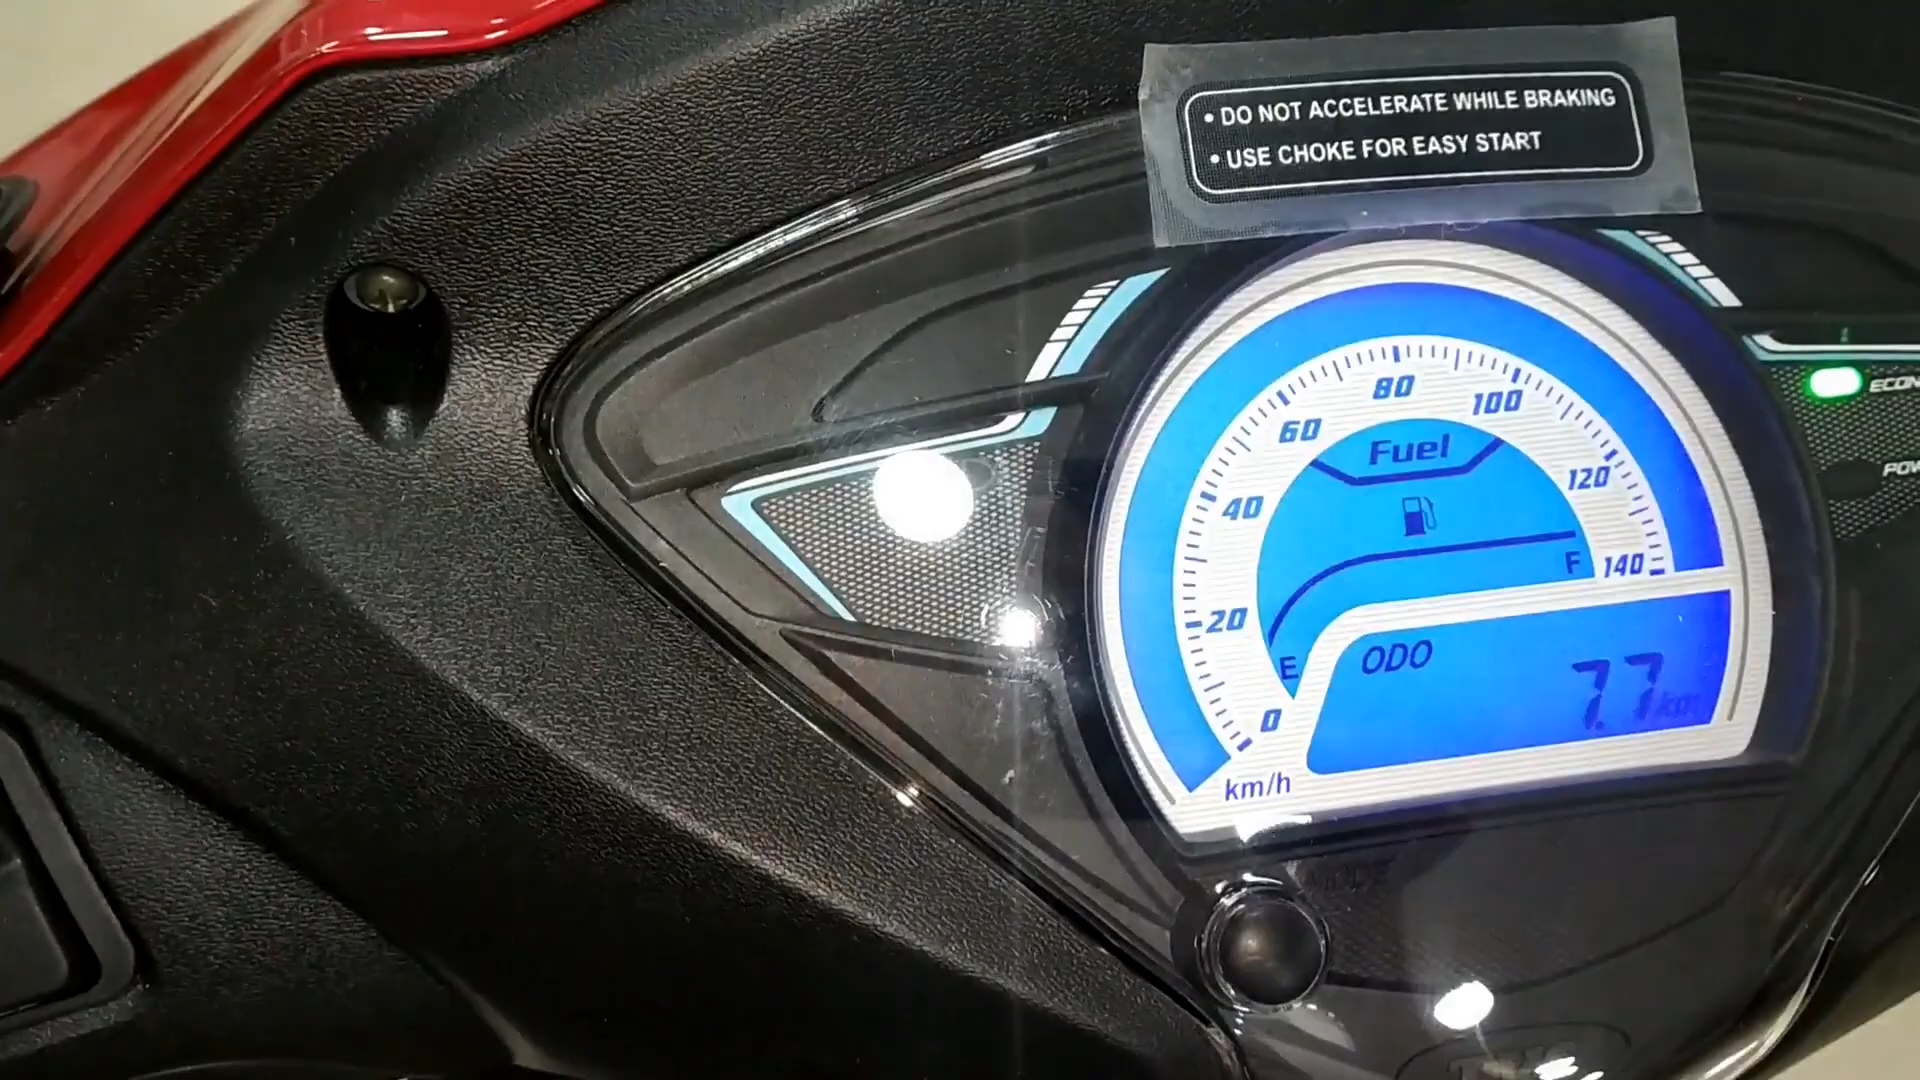 • DO NOT ACCELERATE WHILE BRAKING
• USE CHOKE FOR EASY START
ECON
POW
Fuel
0
20
40
60
80
100
120
140
E
F
ODO
7.7 km
km/h
MODE